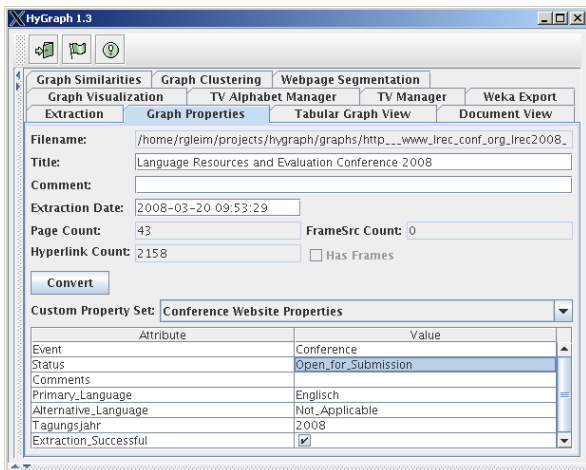 HyGraph 1.3
Graph Similarities Graph Clustering Webpage Segmentation
Graph Visualization TV Alphabet Manager TV Manager Weka Export
Extraction Graph Properties Tabular Graph View Document View
Filename: /home/rgleim/projects/hygraph/graphs/http___www_lrec_conf_org_lrec2008_
Title: Language Resources and Evaluation Conference 2008
Comment:
Extraction Date: 2008-03-20 09:53:29
Page Count: 43 FrameSrc Count: 0
Hyperlink Count: 2158 Has Frames
Convert
Custom Property Set: Conference Website Properties
Attribute Value
Event Conference
Status Open_for_Submission
Comments
Primary_Language Englisch
Alternative_Language Not_Applicable
Tagungsjahr 2008
Extraction_Successful